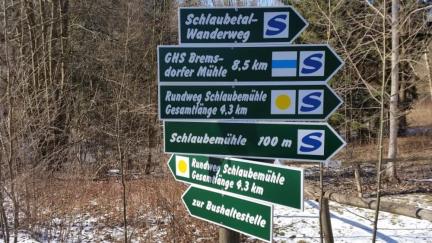 Schlaubetal-
Wanderweg
S
GHS Brems-
dorfer Mühle 8,5 km
S
Rundweg Schlaubemühle
Gesamtlänge 4,3 km
S
Schlaubemühle 100 m
S
Rundweg Schlaubemühle
Gesamtlänge 4,3 km
zur Bushaltestelle